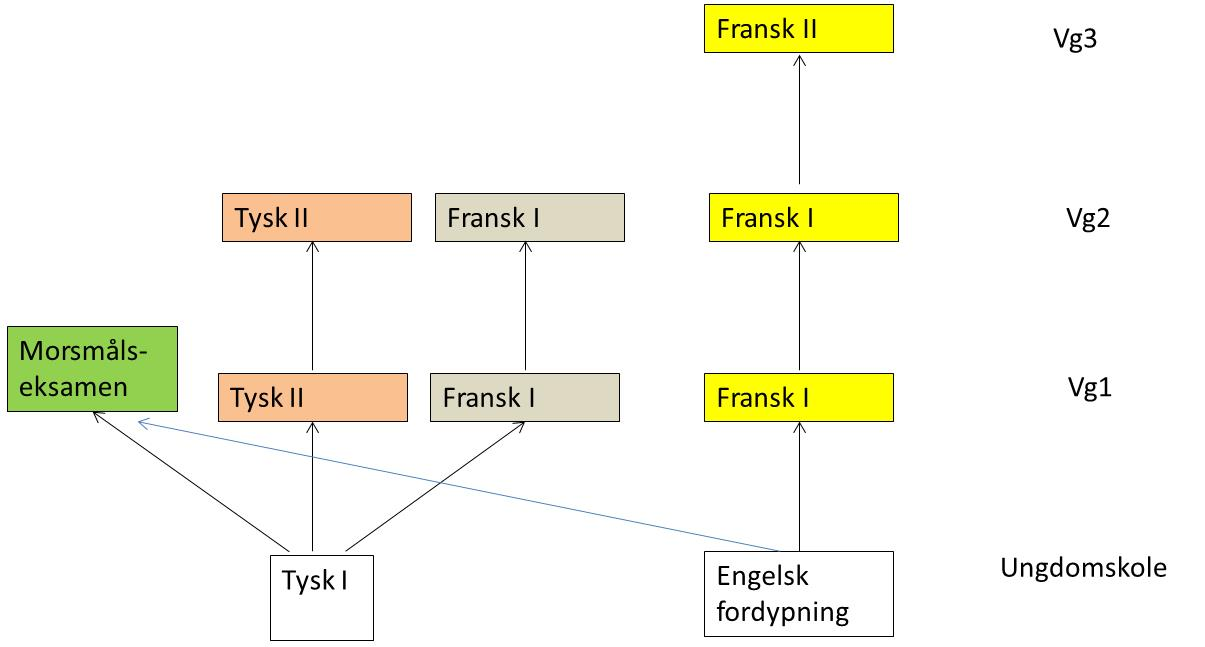 Fransk II
Vg3
Tysk II
Fransk I
Fransk I
Vg2
Morsmåls-
eksamen
Tysk II
Fransk I
Fransk I
Vg1
Tysk I
Engelsk
fordypning
Ungdomskole